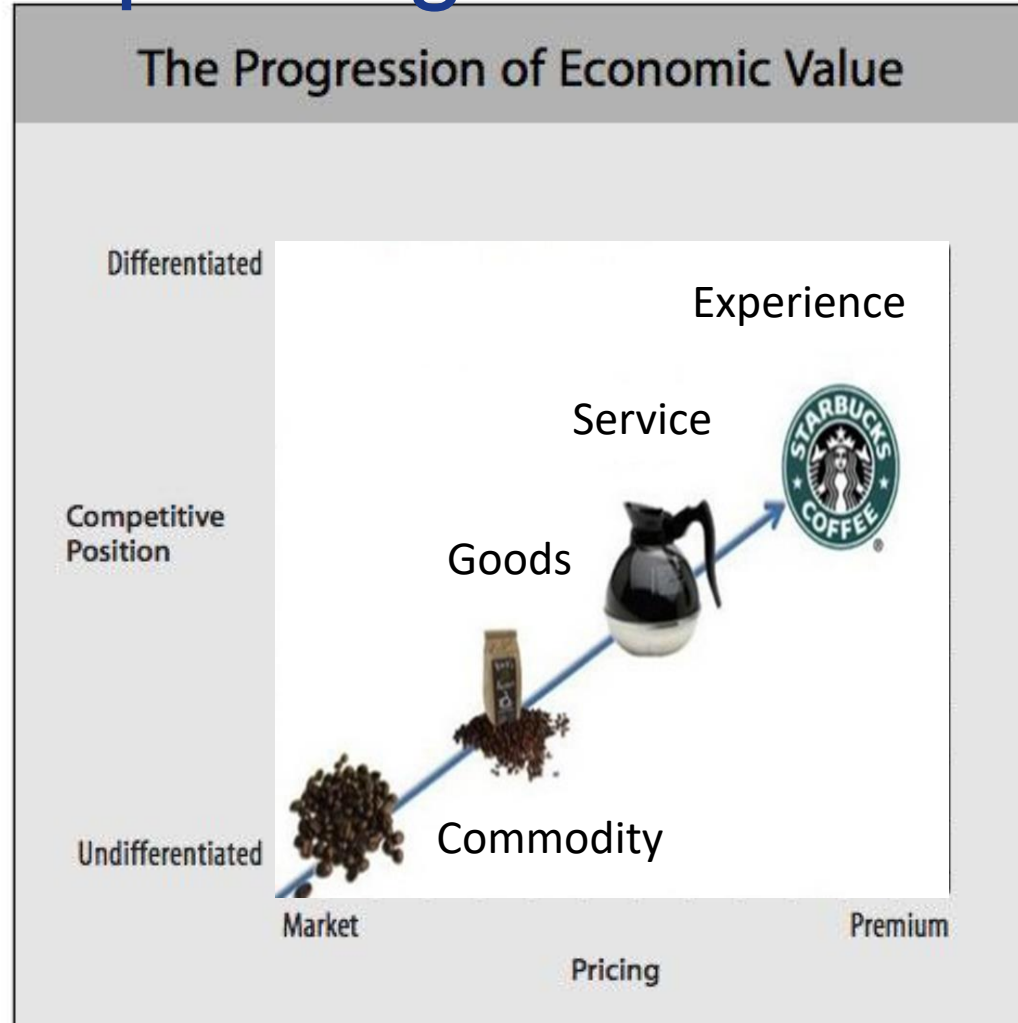 The Progression of Economic Value
Differentiated
Experience
Service
STARBUCKS
COFFEE
®
Competitive
Position
Goods
Commodity
Undifferentiated
Market
Premium
Pricing